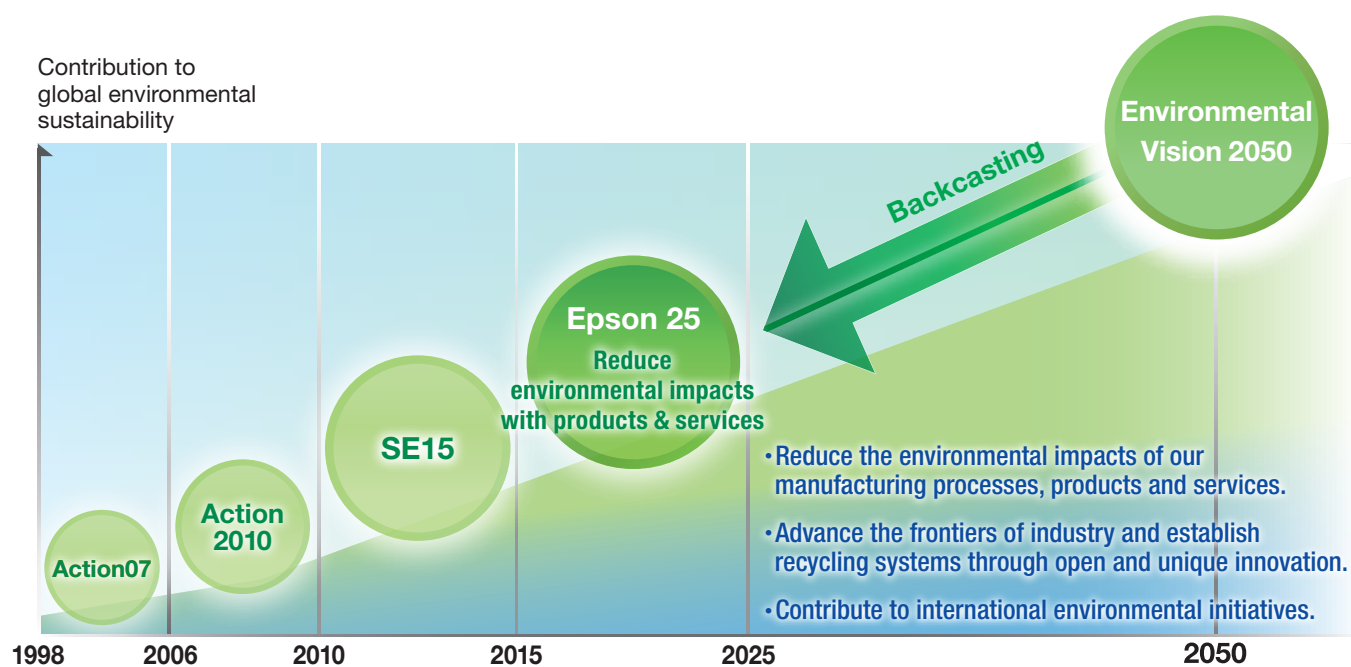 Contribution to
global environmental
sustainability
Environmental
Vision 2050
Backcasting
Epson 25
Reduce
environmental impacts
with products & services
SE15
Action
2010
Action07
・Reduce the environmental impacts of our
manufacturing processes, products and services.
・Advance the frontiers of industry and establish
recycling systems through open and unique innovation.
・Contribute to international environmental initiatives.
1998 2006 2010 2015 2025 2050